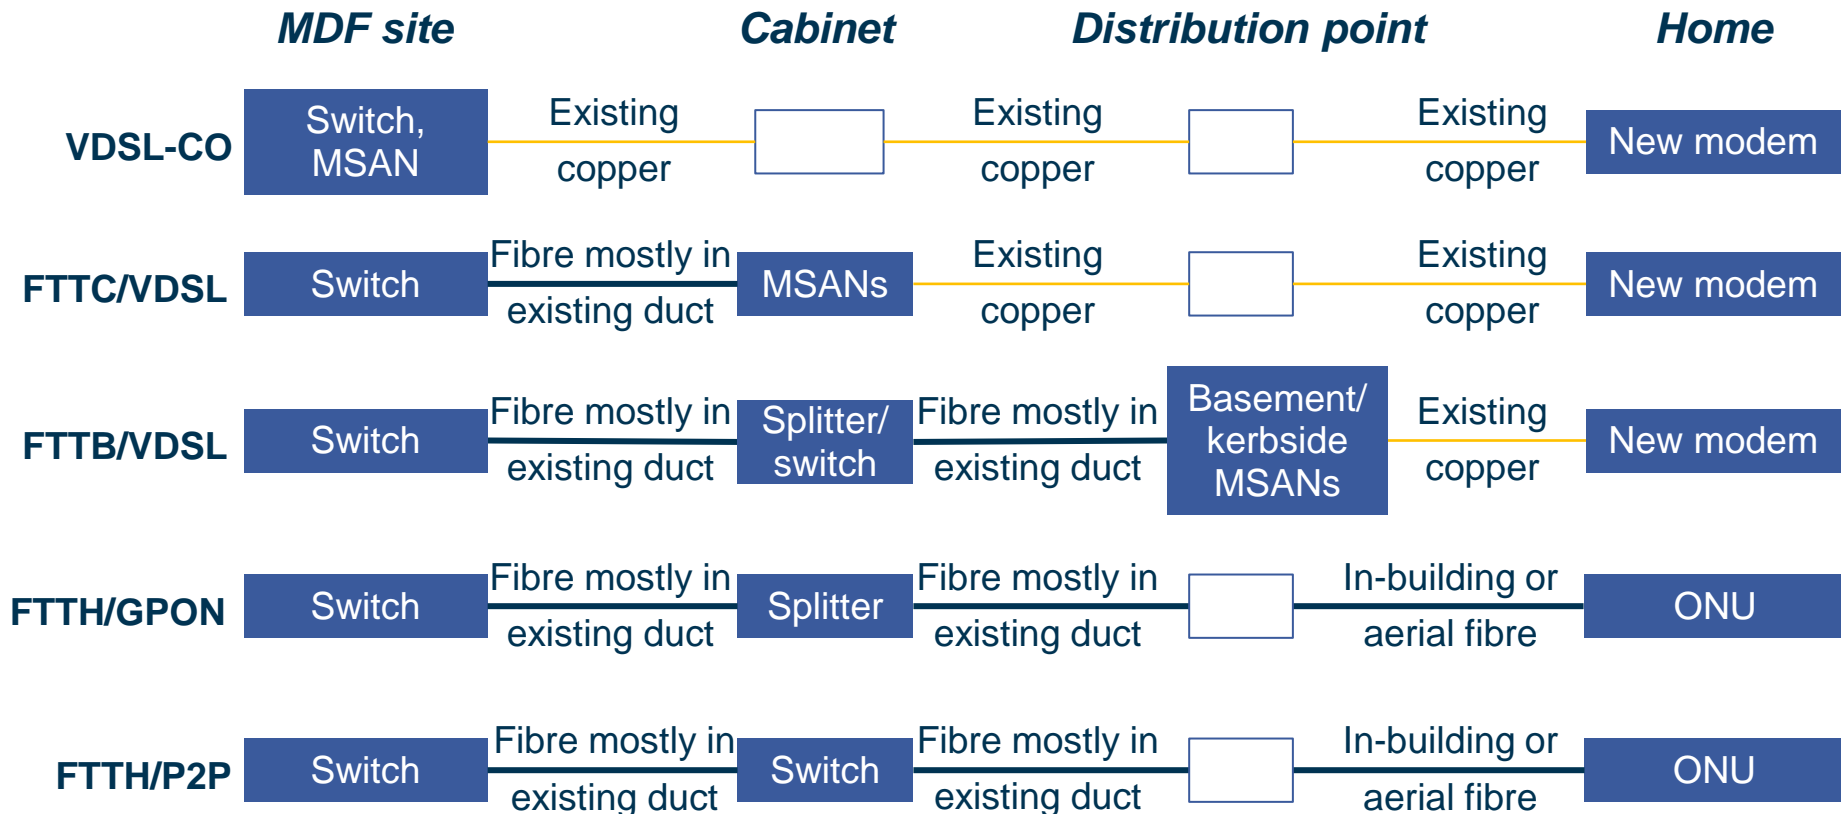 MDF site Cabinet Distribution point Home
VDSL-CO
Switch,
MSAN
Existing
copper
Existing
copper
Existing
copper
New modem
FTTC/VDSL
Switch
Fibre mostly in
existing duct
MSANs
Existing
copper
Existing
copper
New modem
FTTB/VDSL
Switch
Fibre mostly in
existing duct
Splitter/
switch
Fibre mostly in
existing duct
Basement/
kerbside
MSANs
Existing
copper
New modem
FTTH/GPON
Switch
Fibre mostly in
existing duct
Splitter
Fibre mostly in
existing duct
In-building or
aerial fibre
ONU
FTTH/P2P
Switch
Fibre mostly in
existing duct
Switch
Fibre mostly in
existing duct
In-building or
aerial fibre
ONU